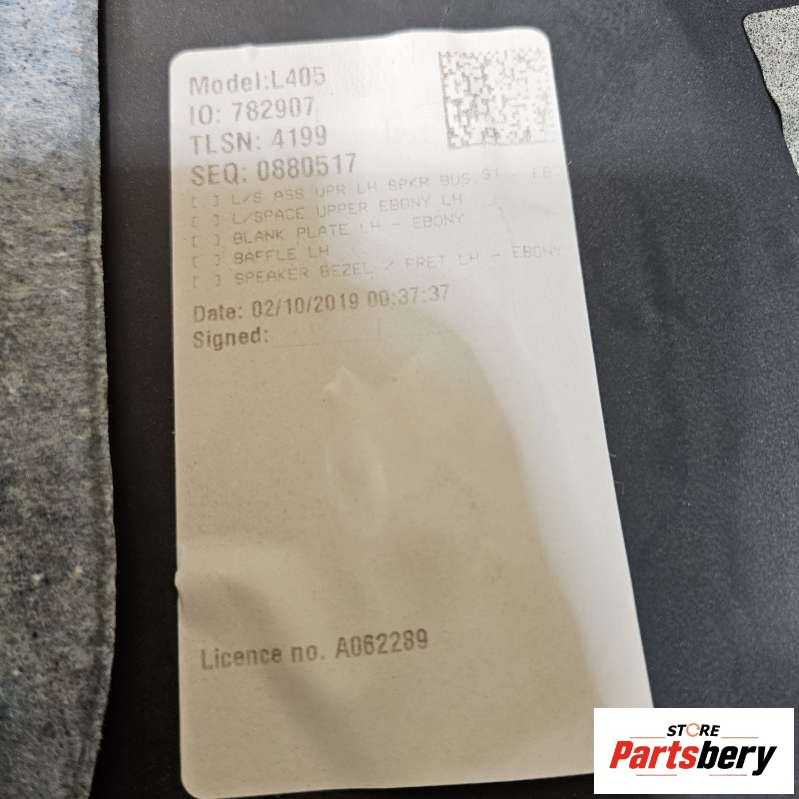 Model:L405
IO: 782907
TLSN: 4199
SEQ: 0880517
[ ] L/S ASS UPR LH SPKR BUS ST - EB
[ ] L/SPACE UPPER EBONY LH
[ ] BLANK PLATE LH - EBONY
[ ] BAFFLE LH
[ ] SPEAKER BEZEL / FRET LH - EBONY
Date: 02/10/2019 00:37:37
Signed:
Licence no. A062289
STORE
Partsbery